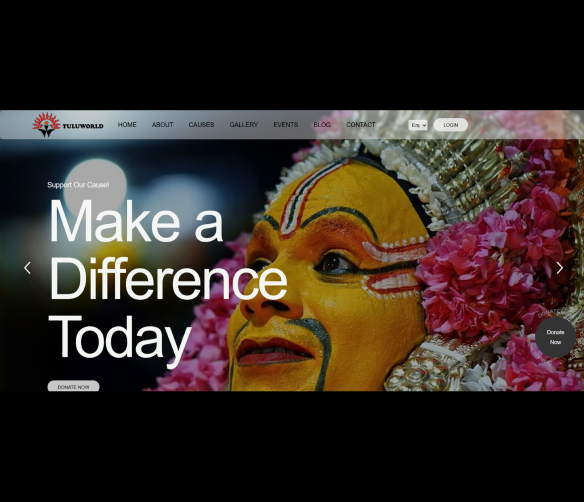 TULUWORLD
HOME ABOUT CAUSES GALLERY EVENTS BLOG CONTACT
LOGIN
Support Our Cause!
Make a
Difference
Today
DONATE NOW
Donate
Now